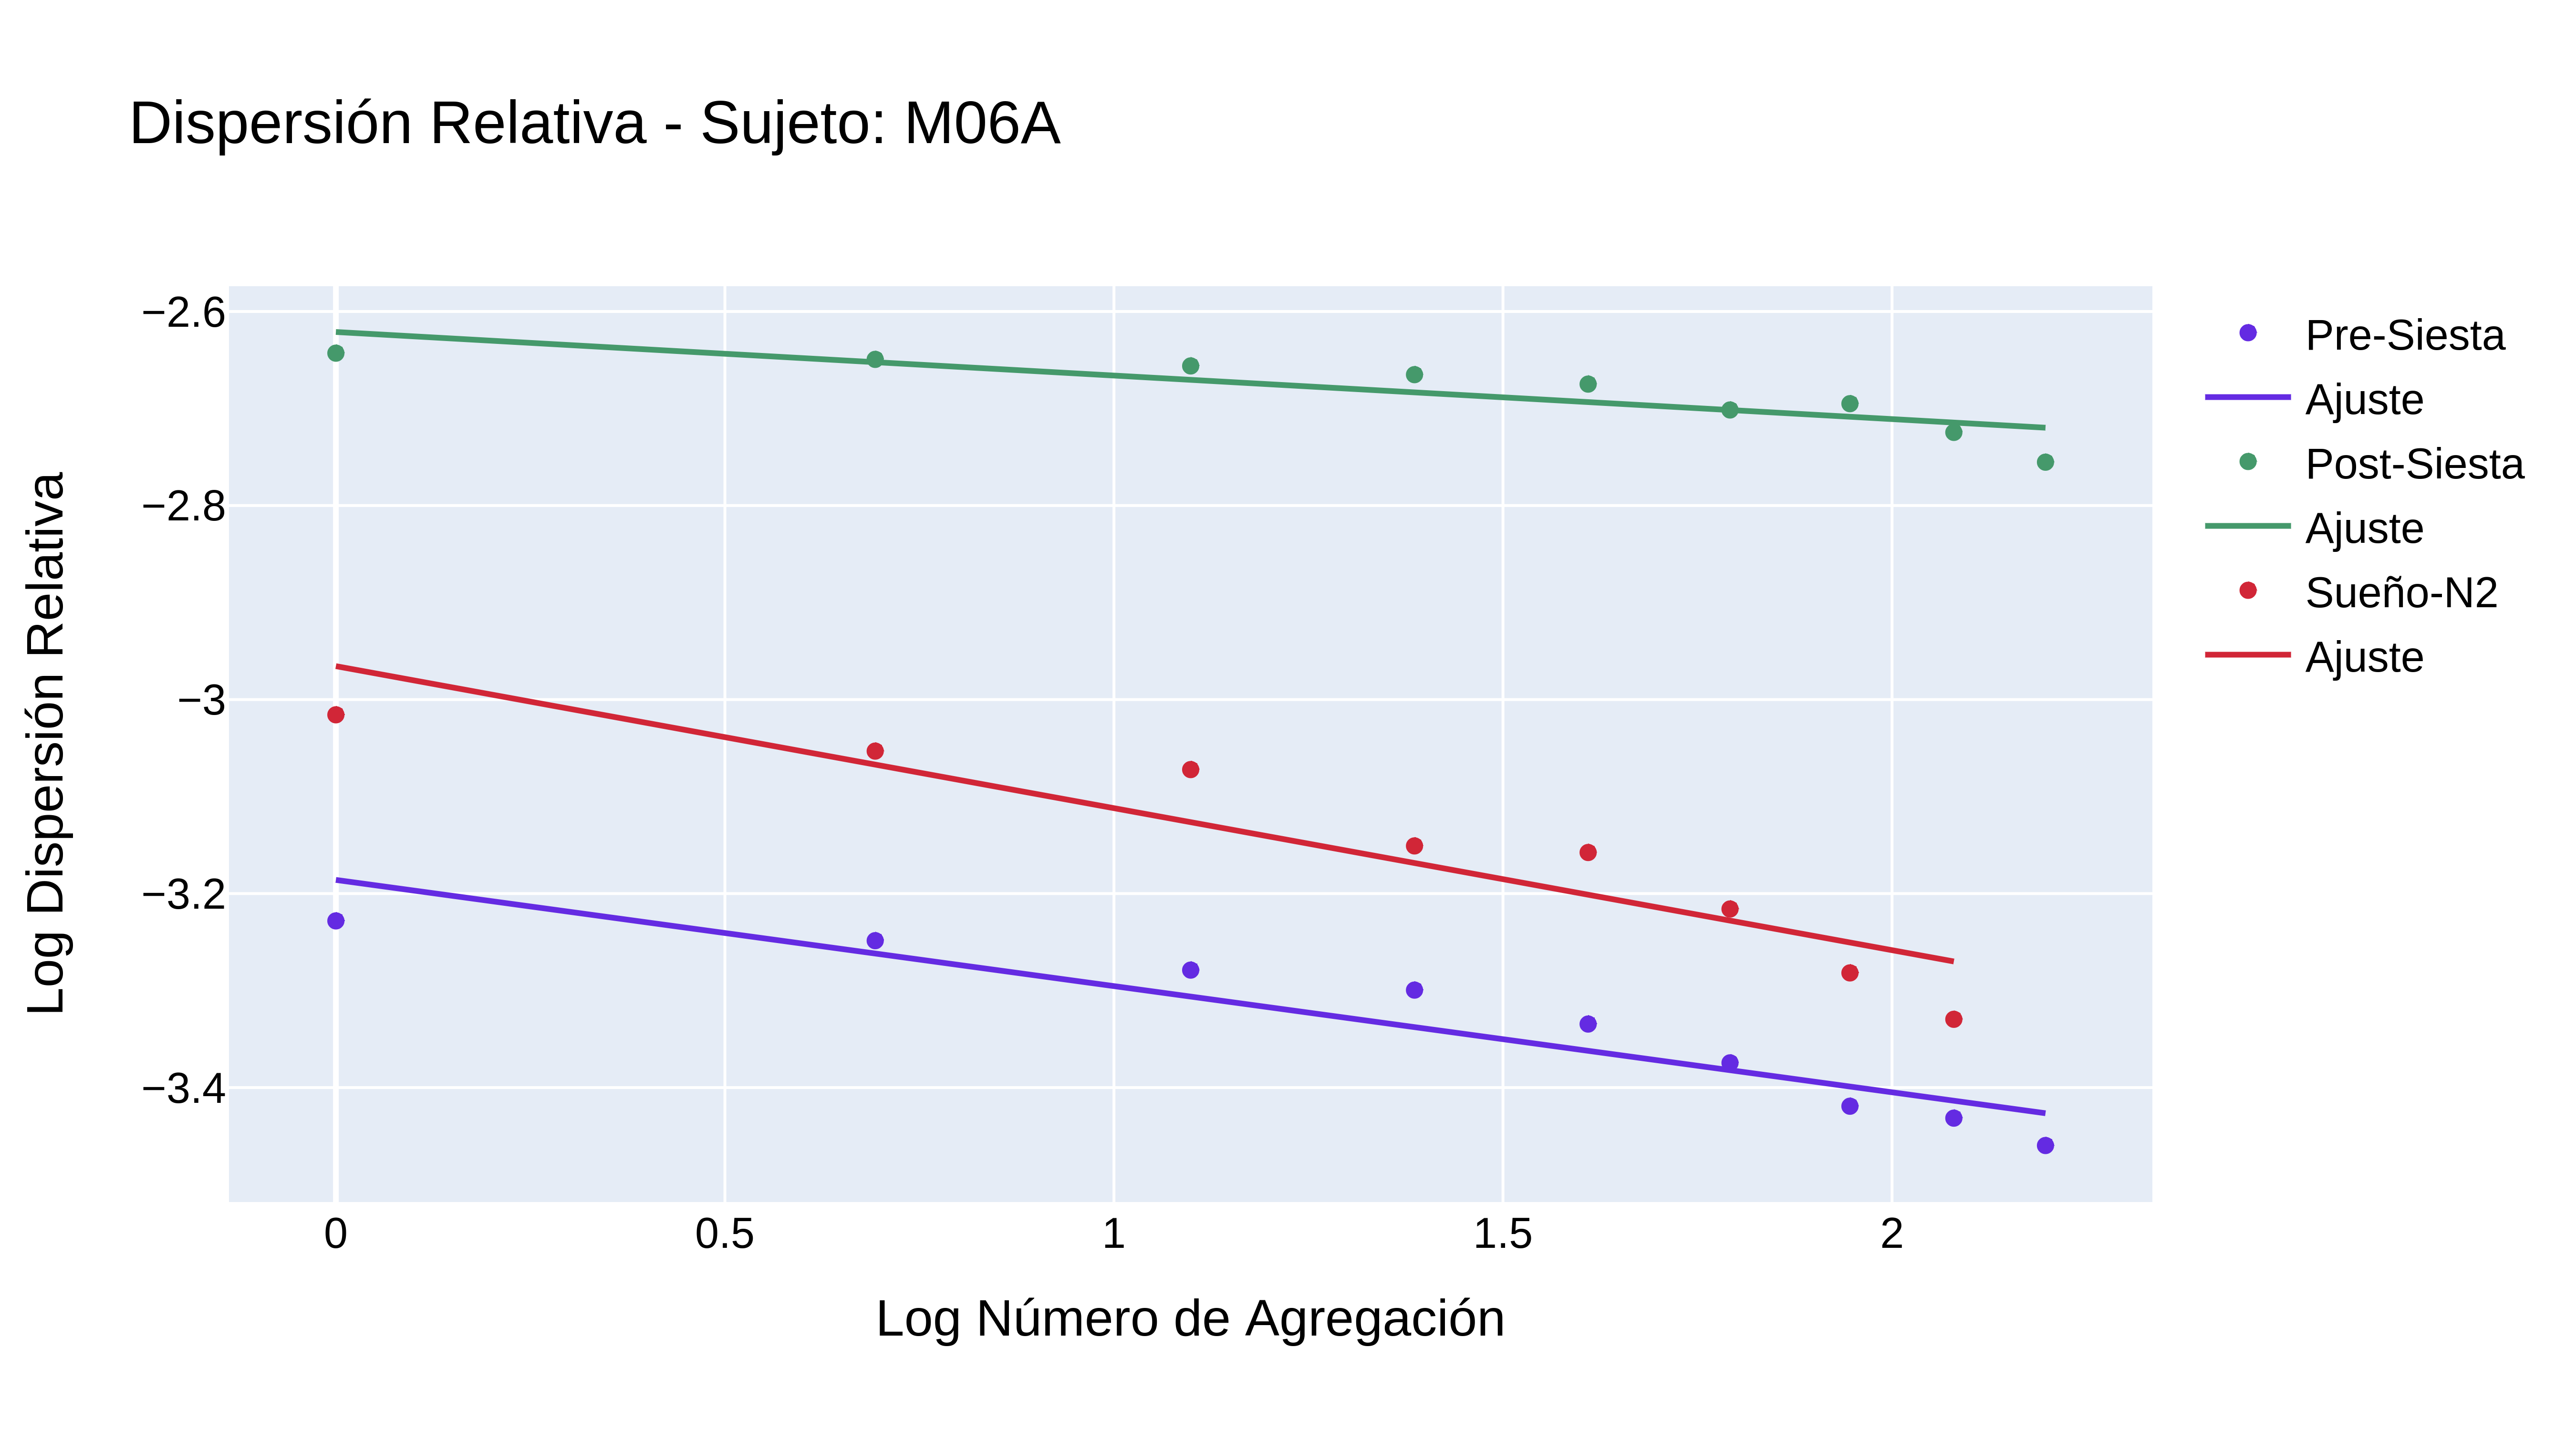 Dispersión Relativa - Sujeto: M06A
Log Dispersión Relativa
−2.6
−2.8
−3
−3.2
−3.4
0
0.5
1
1.5
2
Log Número de Agregación
Pre-Siesta
Ajuste
Post-Siesta
Ajuste
Sueño-N2
Ajuste